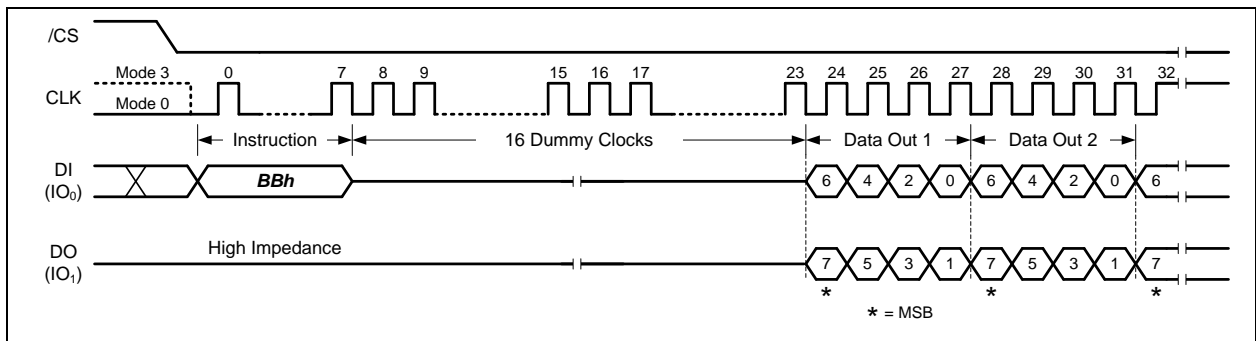 /CS
Mode 3 0 7 8 9 15 16 17 23 24 25 26 27 28 29 30 31 32
CLK
Mode 0
Instruction 16 Dummy Clocks Data Out 1 Data Out 2
DI
(IO0)
BBh 6 4 2 0 6 4 2 0 6
DO
(IO1)
High Impedance 7 5 3 1 7 5 3 1 7
* * *
* = MSB